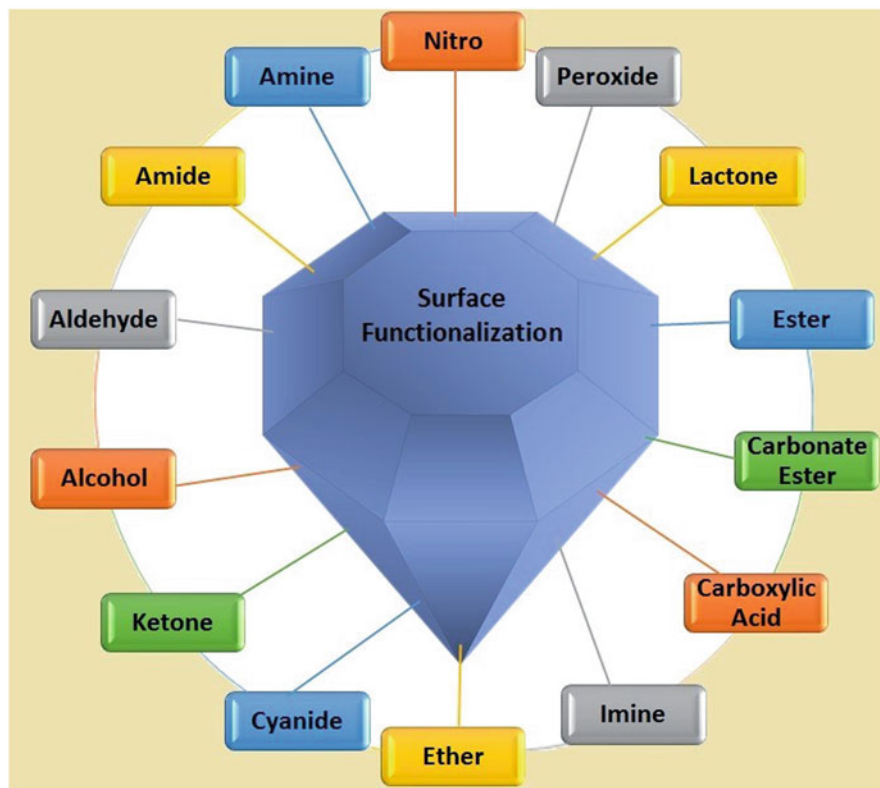 Nitro
Amine
Peroxide
Amide
Lactone
Surface
Functionalization
Aldehyde
Ester
Alcohol
Carbonate
Ester
Ketone
Carboxylic
Acid
Cyanide
Imine
Ether